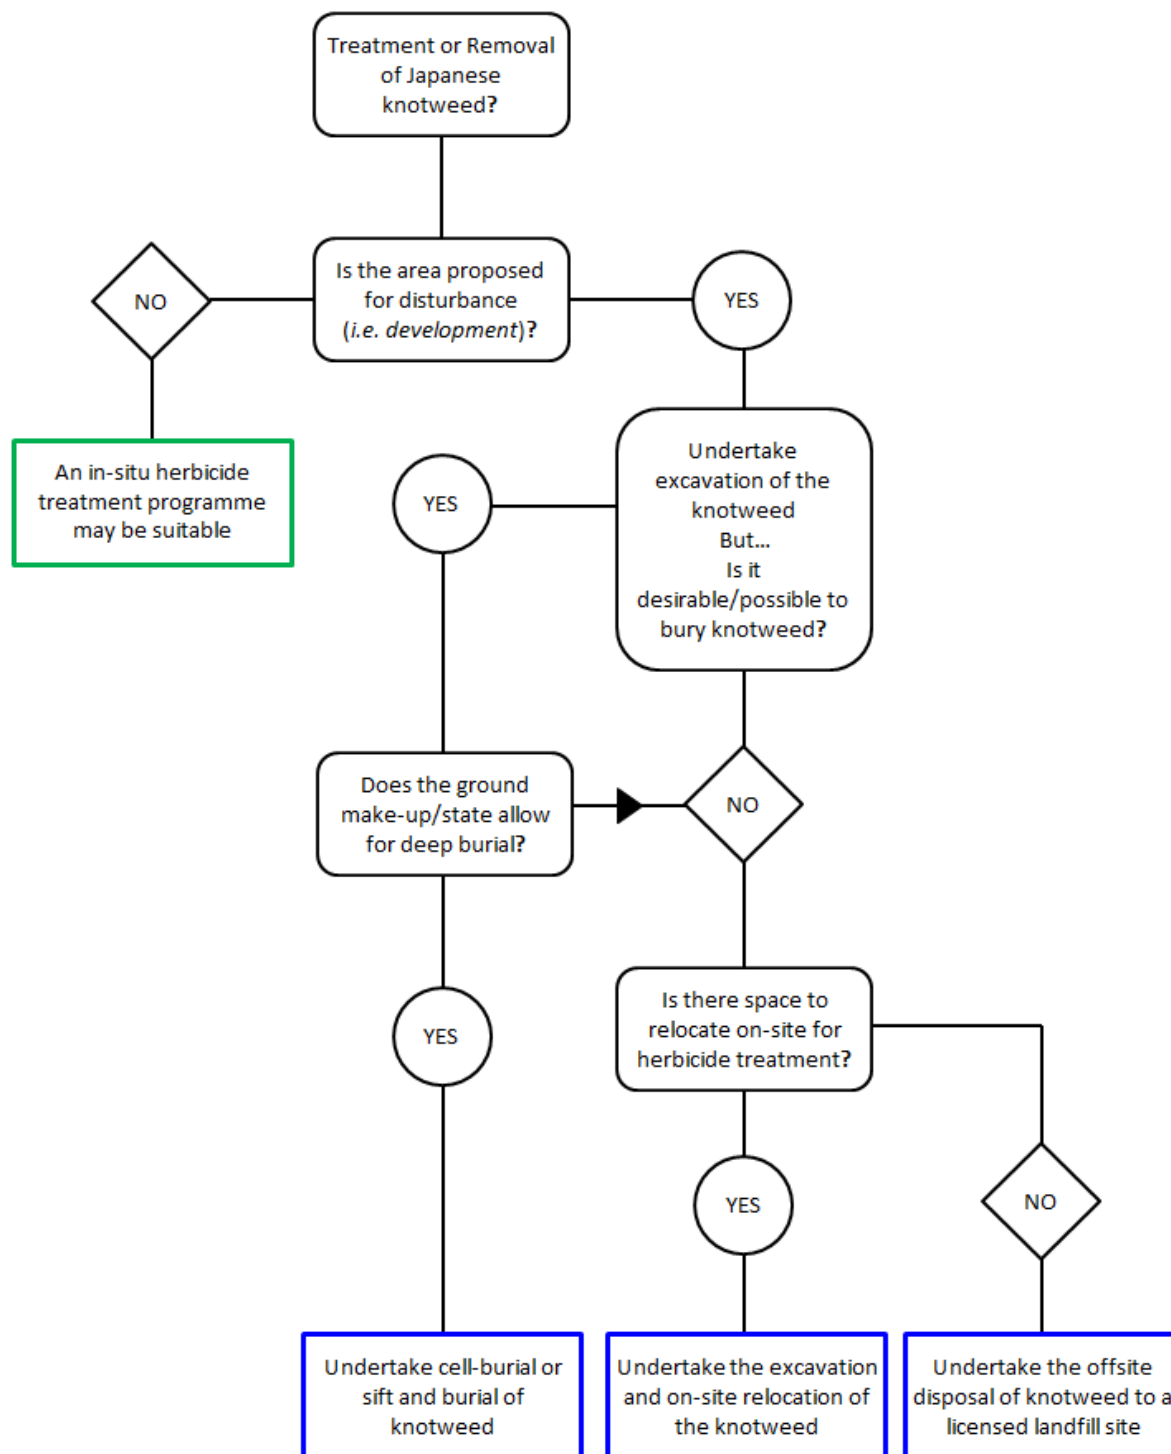 Treatment or Removal
of Japanese
knotweed?
NO
Is the area proposed
for disturbance
(i.e. development)?
YES
An in-situ herbicide
treatment programme
may be suitable
YES
Undertake
excavation of the
knotweed
But...
Is it
desirable/possible to
bury knotweed?
Does the ground
make-up/state allow
for deep burial?
NO
YES
Is there space to
relocate on-site for
herbicide treatment?
YES
NO
Undertake cell-burial or
sift and burial of
knotweed
Undertake the excavation
and on-site relocation of
the knotweed
Undertake the offsite
disposal of knotweed to a
licensed landfill site